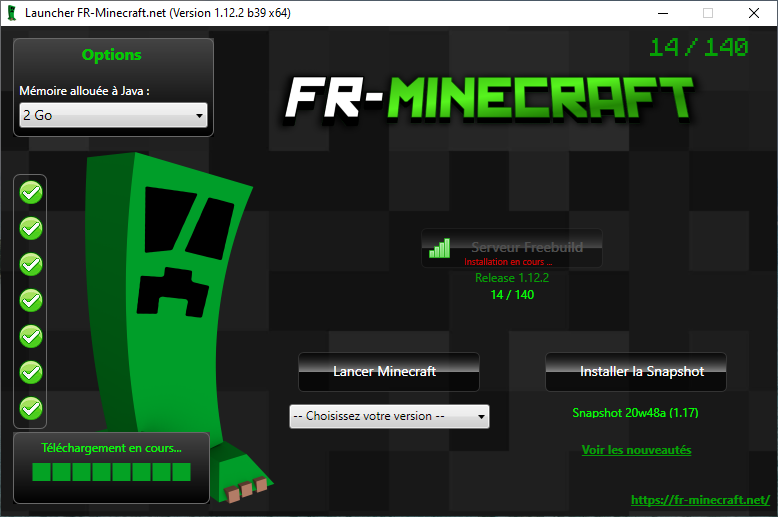 Launcher FR-Minecraft.net (Version 1.12.2 b39 x64)
14 / 140
Options
Mémoire allouée à Java :
2 Go
FR-MINECRAFT
Serveur Freebuild
Installation en cours ...
Release 1.12.2
14 / 140
Lancer Minecraft
Installer la Snapshot
-- Choisissez votre version --
Snapshot 20w48a (1.17)
Téléchargement en cours...
Voir les nouveautés
https://fr-minecraft.net/